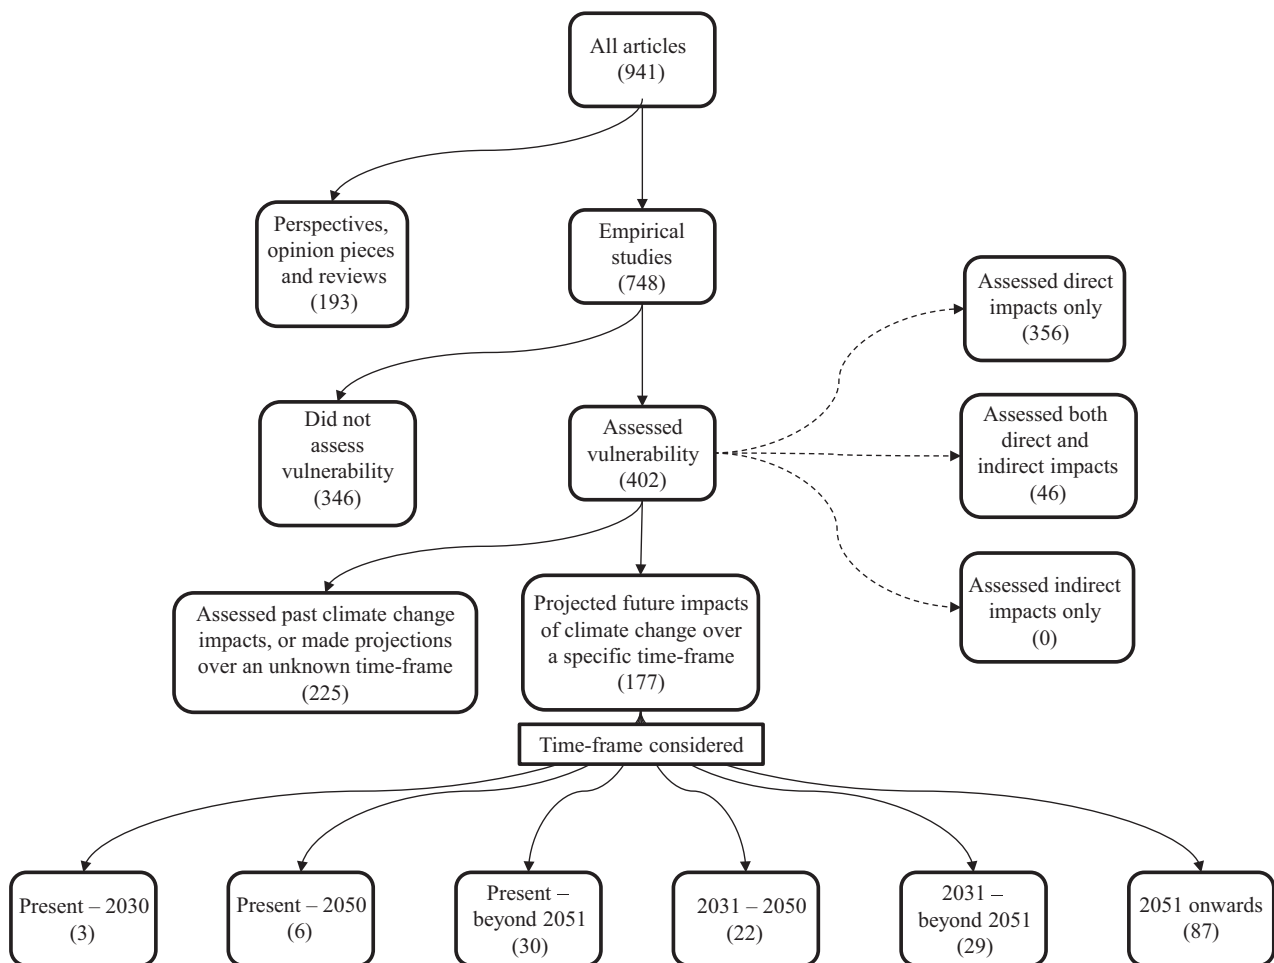 All articles
(941)
Perspectives,
opinion pieces
and reviews
(193)
Empirical
studies
(748)
Assessed direct
impacts only
(356)
Did not
assess
vulnerability
(346)
Assessed
vulnerability
(402)
Assessed both
direct and
indirect impacts
(46)
Assessed indirect
impacts only
(0)
Assessed past climate change
impacts, or made projections
over an unknown time-frame
(225)
Projected future impacts
of climate change over
a specific time-frame
(177)
Time-frame considered
Present – 2030
(3)
Present – 2050
(6)
Present –
beyond 2051
(30)
2031 – 2050
(22)
2031 –
beyond 2051
(29)
2051 onwards
(87)